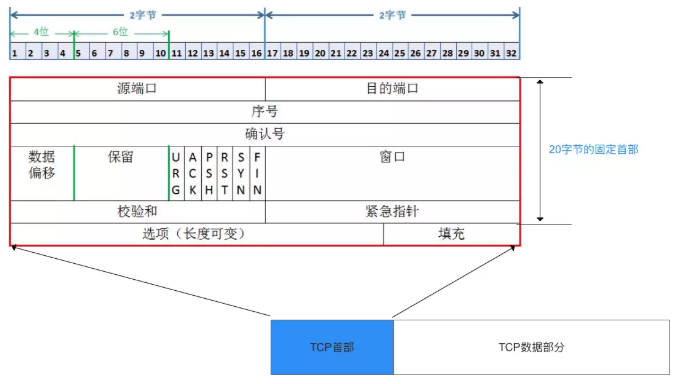 2字节 2字节
4位 6位
1 2 3 4 5 6 7 8 9 10 11 12 13 14 15 16 17 18 19 20 21 22 23 24 25 26 27 28 29 30 31 32
源端口 目的端口
序号
确认号
数据偏移 保留 URG ACK PSH RST SYN FIN 窗口
校验和 紧急指针
选项（长度可变） 填充
20字节的固定首部
TCP首部 TCP数据部分